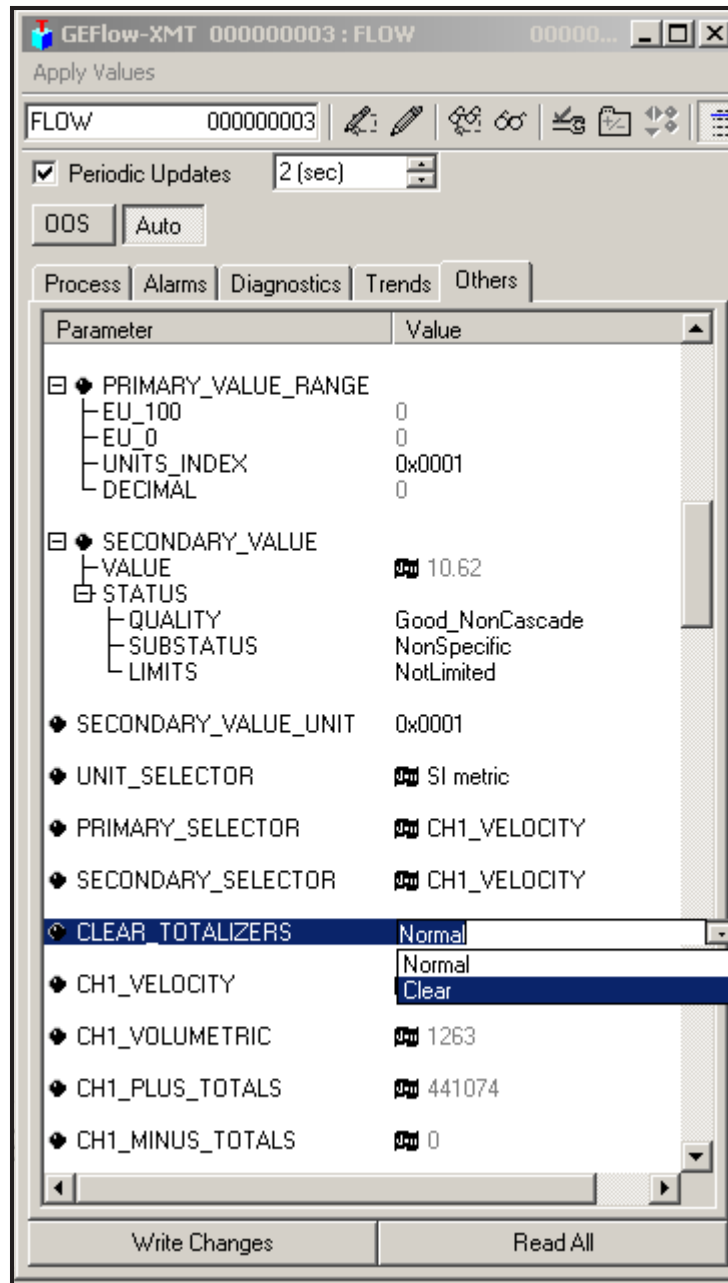 GEFlow-XMT 000000003 : FLOW 00000...
Apply Values
FLOW 000000003
Periodic Updates 2 (sec)
OOS Auto
Process Alarms Diagnostics Trends Others
Parameter Value
PRIMARY_VALUE_RANGE
EU_100 0
EU_0 0
UNITS_INDEX 0x0001
DECIMAL 0
SECONDARY_VALUE
VALUE 10.62
STATUS
QUALITY Good_NonCascade
SUBSTATUS NonSpecific
LIMITS NotLimited
SECONDARY_VALUE_UNIT 0x0001
UNIT_SELECTOR SI metric
PRIMARY_SELECTOR CH1_VELOCITY
SECONDARY_SELECTOR CH1_VELOCITY
CLEAR_TOTALIZERS Normal
Normal
CH1_VELOCITY Clear
CH1_VOLUMETRIC 1263
CH1_PLUS_TOTALS 441074
CH1_MINUS_TOTALS 0
Write Changes Read All